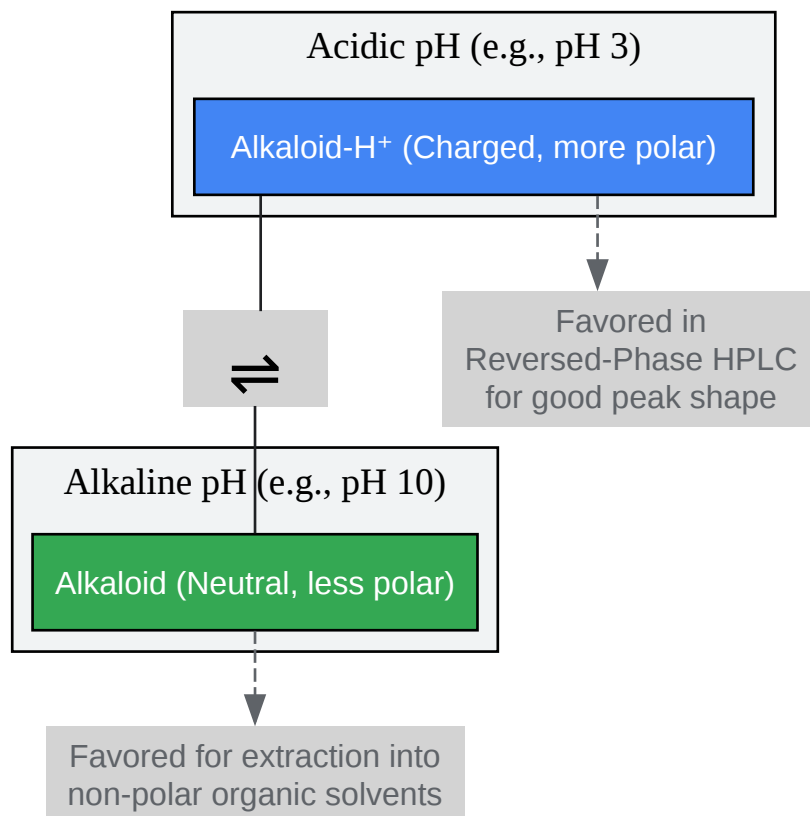 Acidic pH (e.g., pH 3)
Alkaloid-H⁺ (Charged, more polar)
Favored in
Reversed-Phase HPLC
for good peak shape
⇌
Alkaline pH (e.g., pH 10)
Alkaloid (Neutral, less polar)
Favored for extraction into
non-polar organic solvents